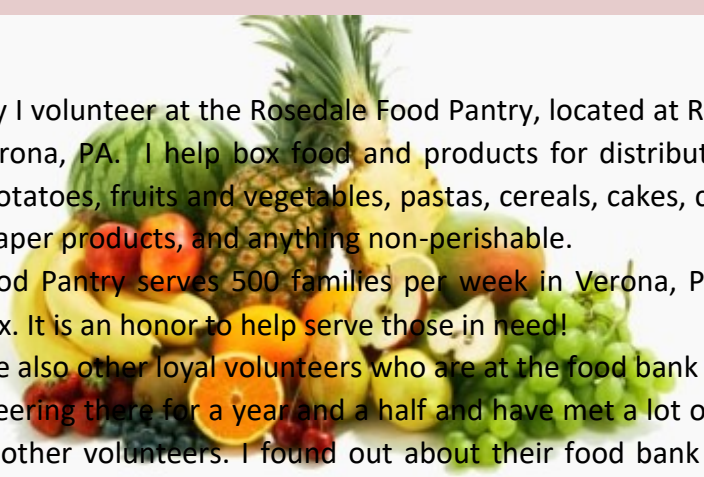 y I volunteer at the Rosedale Food Pantry, located at R
rona, PA. I help box food and products for distribut
otatoes, fruits and vegetables, pastas, cereals, cakes, c
aper products, and anything non-perishable.
od Pantry serves 500 families per week in Verona, P
x. It is an honor to help serve those in need!
e also other loyal volunteers who are at the food bank
eering there for a year and a half and have met a lot o
other volunteers. I found out about their food bank